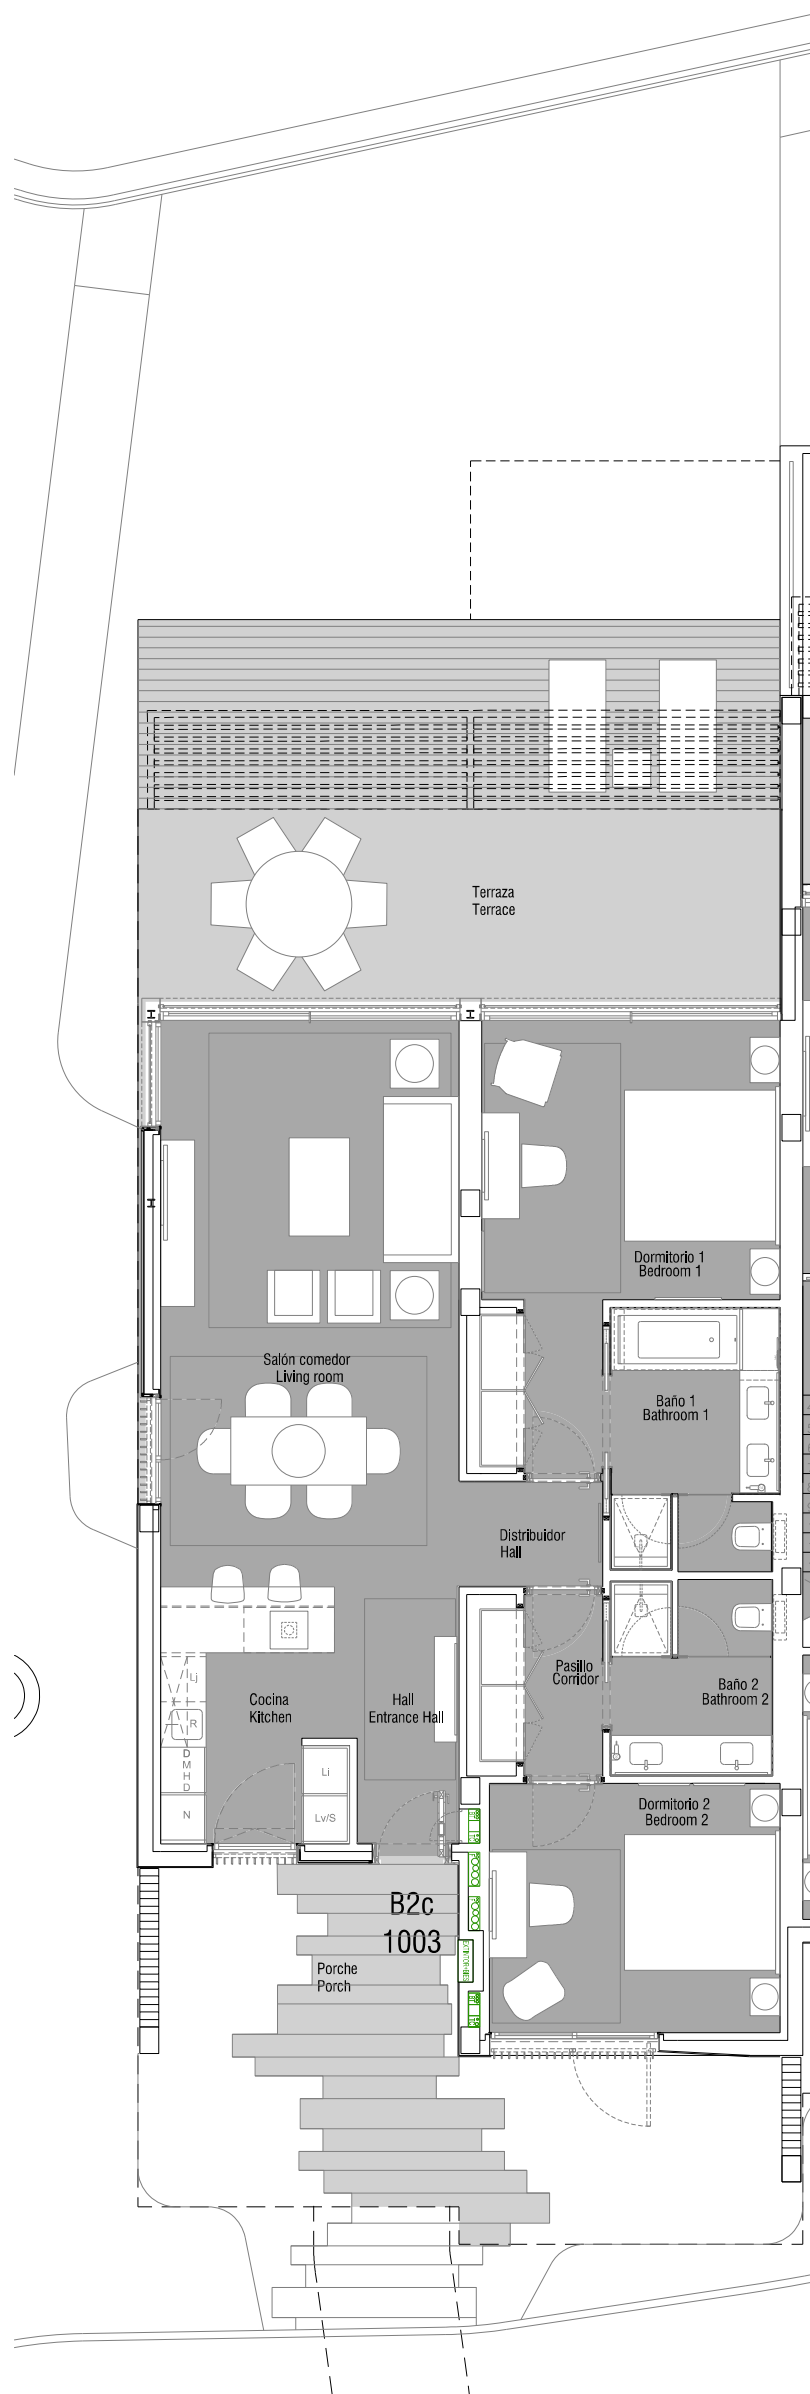 Terraza
Terrace
H
H
H
Dormitorio 1
Bedroom 1
Salón comedor
Living room
Baño 1
Bathroom 1
Distribuidor
Hall
Pasillo
Corridor
Baño 2
Bathroom 2
Cocina
Kitchen
Hall
Entrance Hall
Lj
R
D
M
H
D
N
Li
Lv/S
Dormitorio 2
Bedroom 2
B2c
1003
Porche
Porch